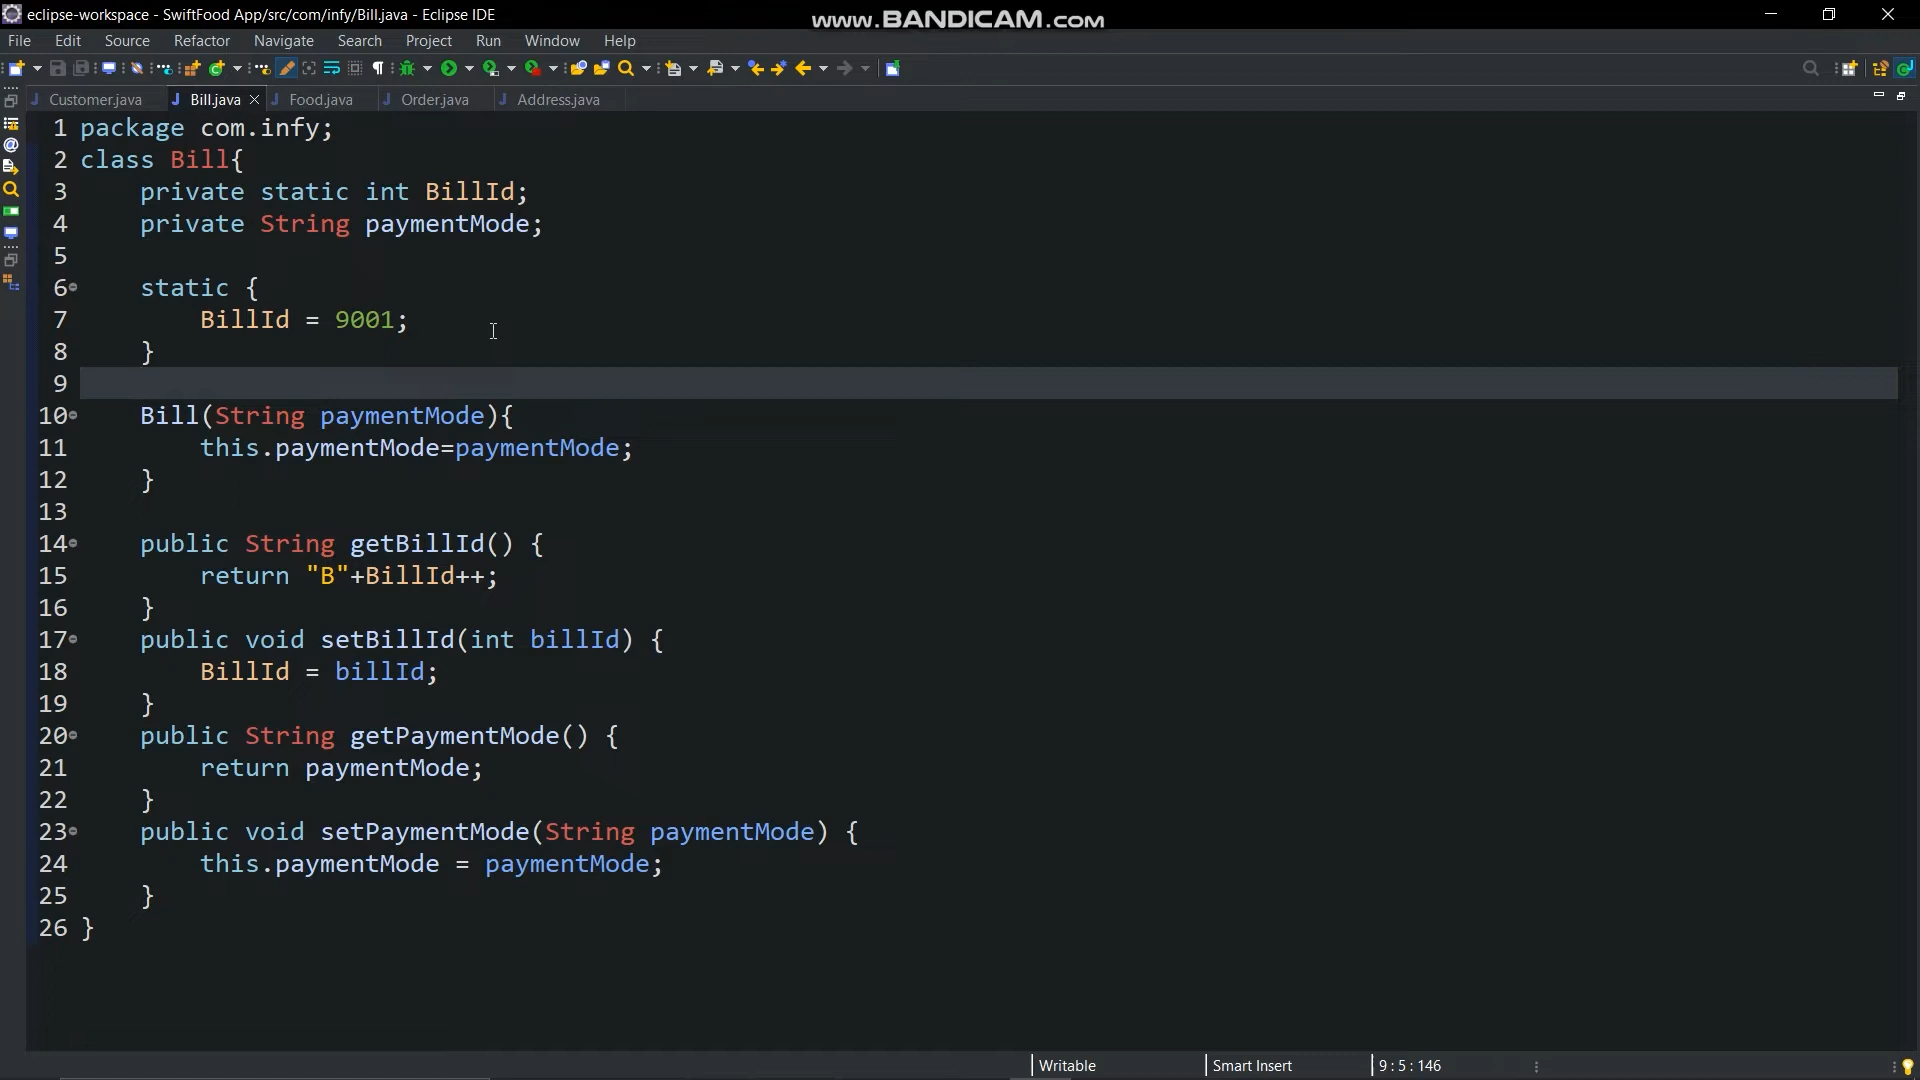 eclipse-workspace - SwiftFood App/src/com/infy/Bill.java - Eclipse IDE
www.BANDICAM.com
File Edit Source Refactor Navigate Search Project Run Window Help
Customer.java Bill.java Food.java Order.java Address.java
1 package com.infy;
2 class Bill{
3 private static int BillId;
4 private String paymentMode;
5
6 static {
7 BillId = 9001;
8 }
9
10 Bill(String paymentMode){
11 this.paymentMode=paymentMode;
12 }
13
14 public String getBillId() {
15 return "B"+BillId++;
16 }
17 public void setBillId(int billId) {
18 BillId = billId;
19 }
20 public String getPaymentMode() {
21 return paymentMode;
22 }
23 public void setPaymentMode(String paymentMode) {
24 this.paymentMode = paymentMode;
25 }
26 }
Writable Smart Insert 9 : 5 : 146